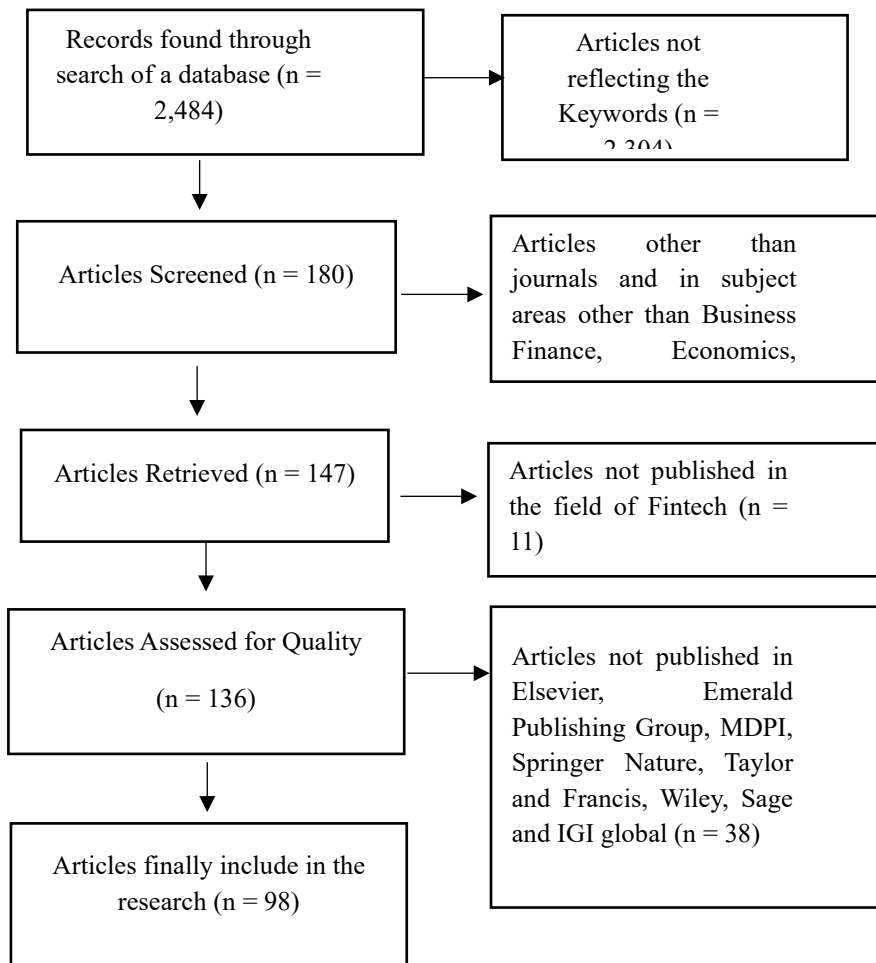 Records found through
search of a database (n =
2,484)
Articles not
reflecting the
Keywords (n =
2,304)
Articles Screened (n = 180)
Articles other than
journals and in subject
areas other than Business
Finance, Economics,
Articles Retrieved (n = 147)
Articles not published in
the field of Fintech (n =
11)
Articles Assessed for Quality
(n = 136)
Articles not published in
Elsevier, Emerald
Publishing Group, MDPI,
Springer Nature, Taylor
and Francis, Wiley, Sage
and IGI global (n = 38)
Articles finally include in the
research (n = 98)